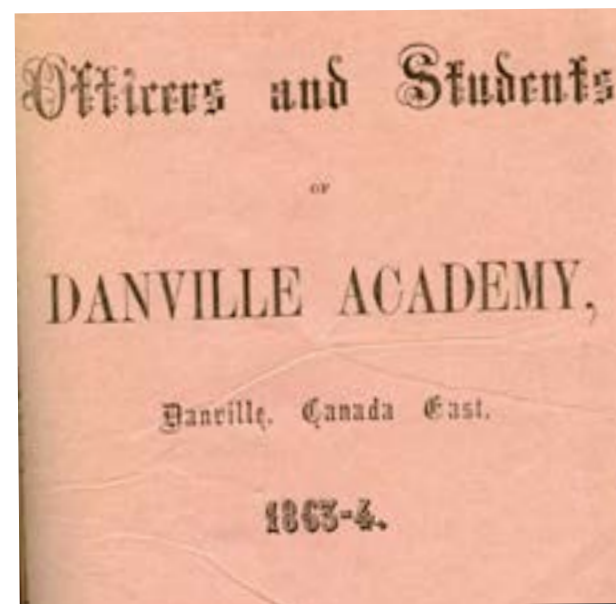 Officers and Students
OF
DANVILLE ACADEMY,
Danville, Canada East.
1863-4.